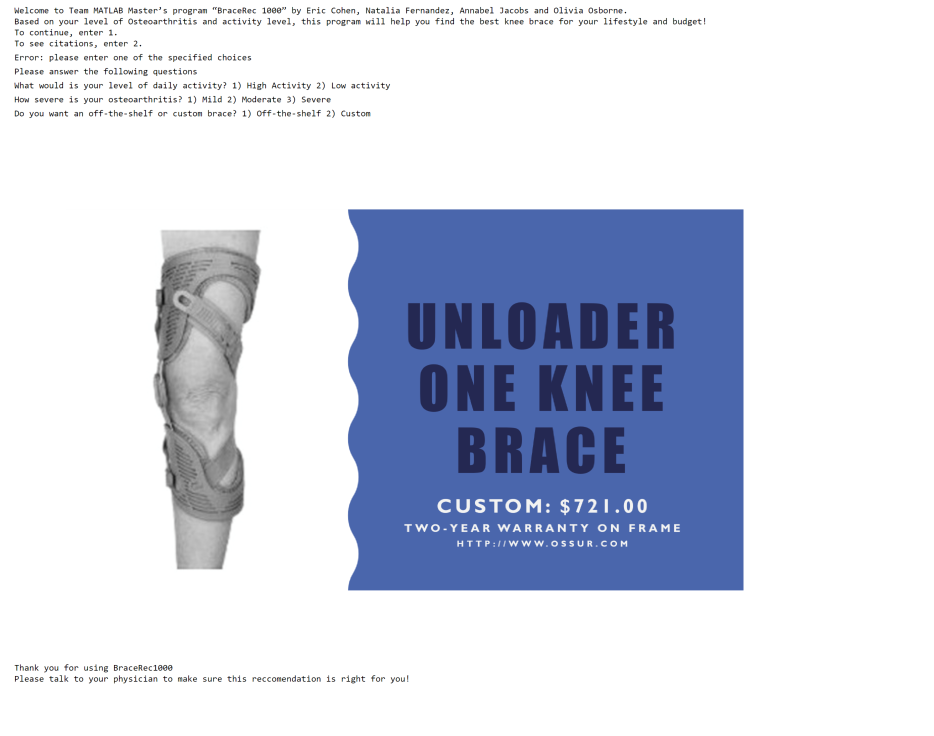 Welcome to Team MATLAB Master’s program “BraceRec 1000” by Eric Cohen, Natalia Fernandez, Annabel Jacobs and Olivia Osborne.
Based on your level of Osteoarthritis and activity level, this program will help you find the best knee brace for your lifestyle and budget!
To continue, enter 1.
To see citations, enter 2.
Error: please enter one of the specified choices
Please answer the following questions
What would is your level of daily activity? 1) High Activity 2) Low activity
How severe is your osteoarthritis? 1) Mild 2) Moderate 3) Severe
Do you want an off-the-shelf or custom brace? 1) Off-the-shelf 2) Custom
UNLOADER
ONE KNEE
BRACE
CUSTOM: $721.00
TWO-YEAR WARRANTY ON FRAME
HTTP://WWW.OSSUR.COM
Thank you for using BraceRec1000
Please talk to your physician to make sure this reccomendation is right for you!